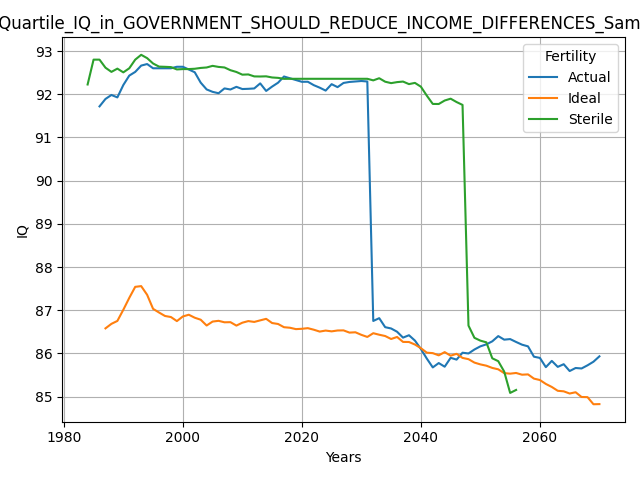 Quartile_IQ_in_GOVERNMENT_SHOULD_REDUCE_INCOME_DIFFERENCES_Sam
Fertility
Actual
Ideal
Sterile
IQ
93
92
91
90
89
88
87
86
85
1980
2000
2020
2040
2060
Years